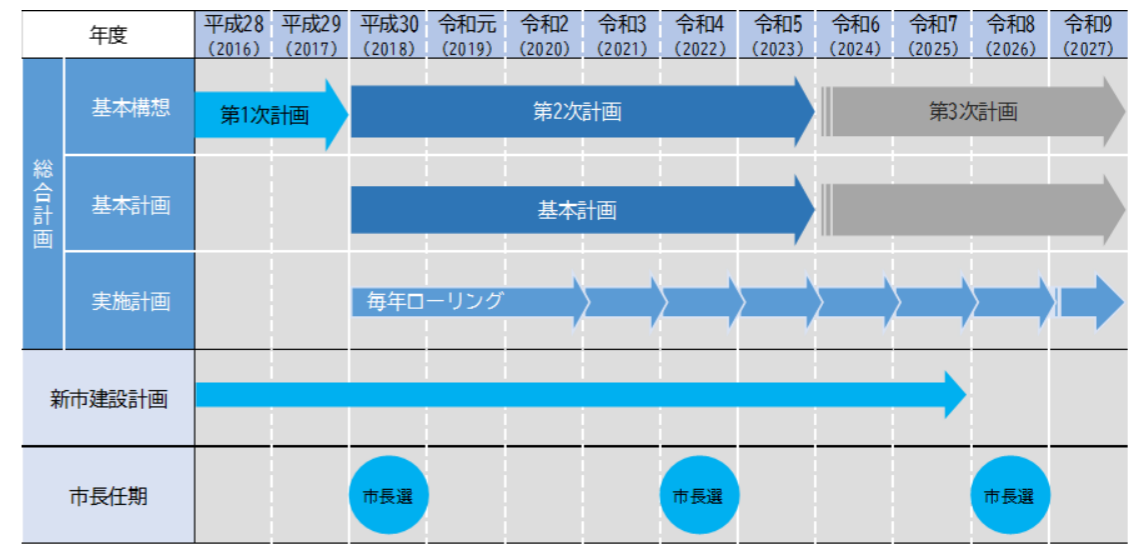 年度
平成28 平成29 平成30 令和元 令和2 令和3 令和4 令和5 令和6 令和7 令和8 令和9
(2016) (2017) (2018) (2019) (2020) (2021) (2022) (2023) (2024) (2025) (2026) (2027)
総合計画
基本構想
第1次計画
第2次計画
第3次計画
基本計画
基本計画
実施計画
毎年ローリング
新市建設計画
市長任期
市長選
市長選
市長選